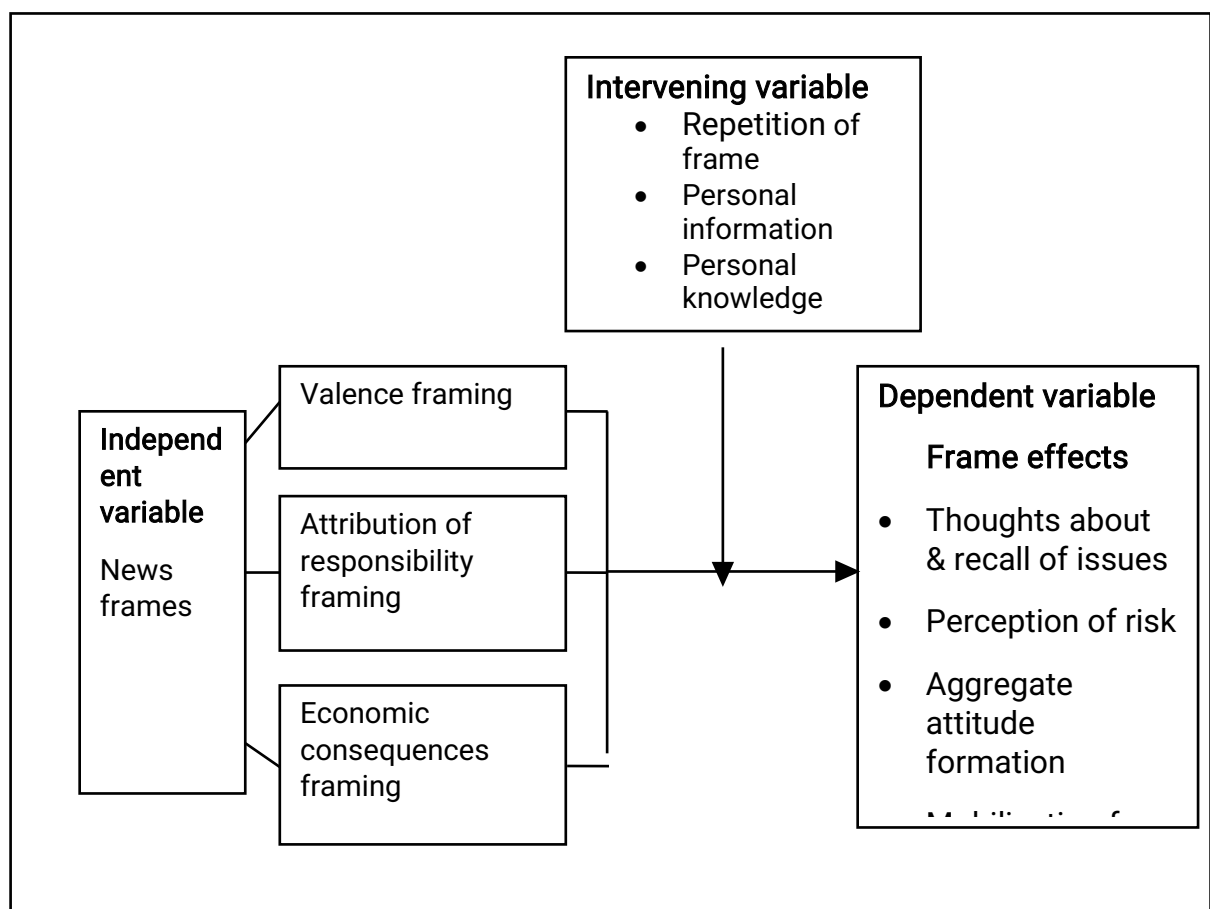 Intervening variable
• Repetition of
frame
• Personal
information
• Personal
knowledge
Independ
ent
variable
News
frames
Valence framing
Attribution of
responsibility
framing
Economic
consequences
framing
Dependent variable
Frame effects
• Thoughts about
& recall of issues
• Perception of risk
• Aggregate
attitude
formation